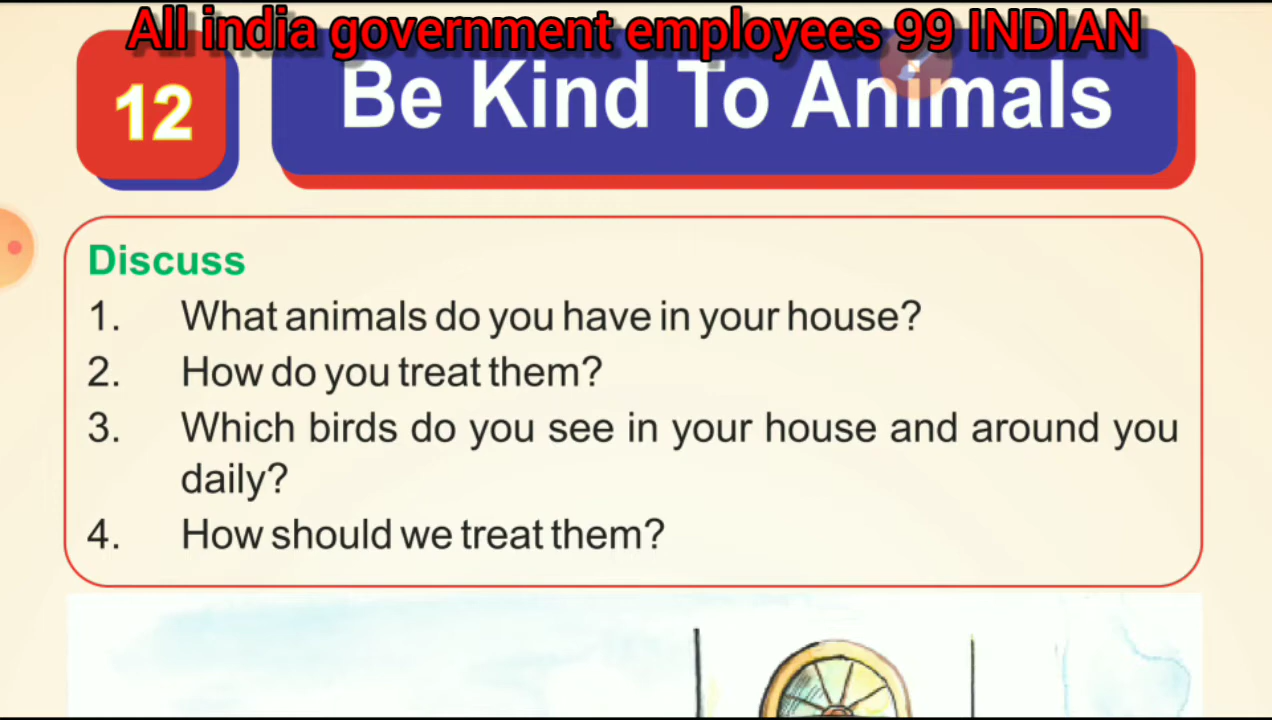 All india government employees 99 INDIAN
12
Be Kind To Animals
Discuss
1. What animals do you have in your house?
2. How do you treat them?
3. Which birds do you see in your house and around you
daily?
4. How should we treat them?